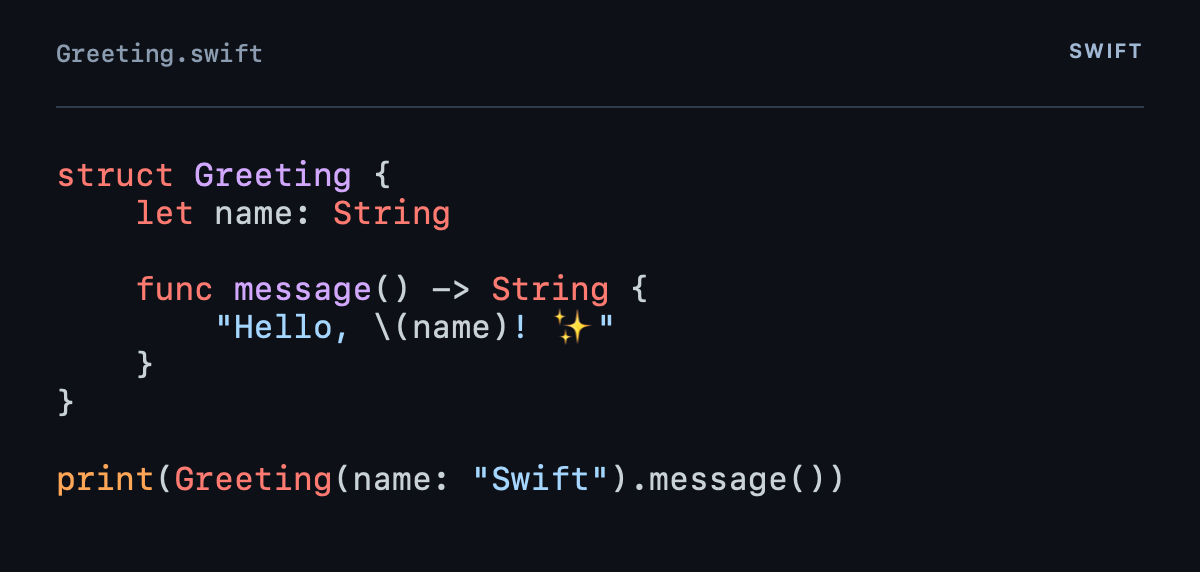 Greeting.swift
SWIFT
struct Greeting {
    let name: String

    func message() -> String {
        "Hello, \(name)! ✨"
    }
}

print(Greeting(name: "Swift").message())